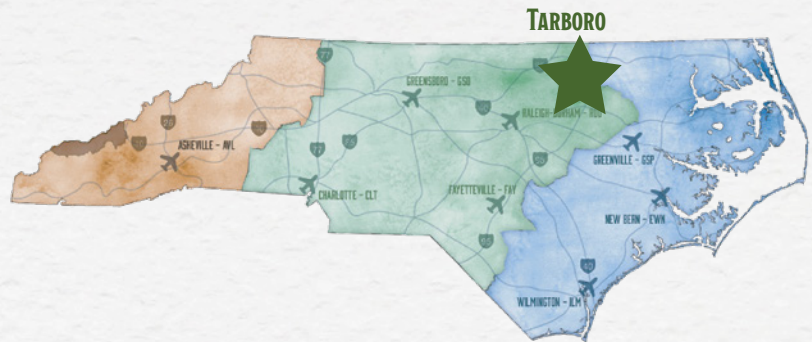 TARBORO
77
GREENSBORO - GSO
RALEIGH-DURHAM - RDU
ASHEVILLE - AVL
GREENVILLE - GSP
CHARLOTTE - CLT
FAYETTEVILLE - FAY
NEW BERN - EWN
WILMINGTON - ILM